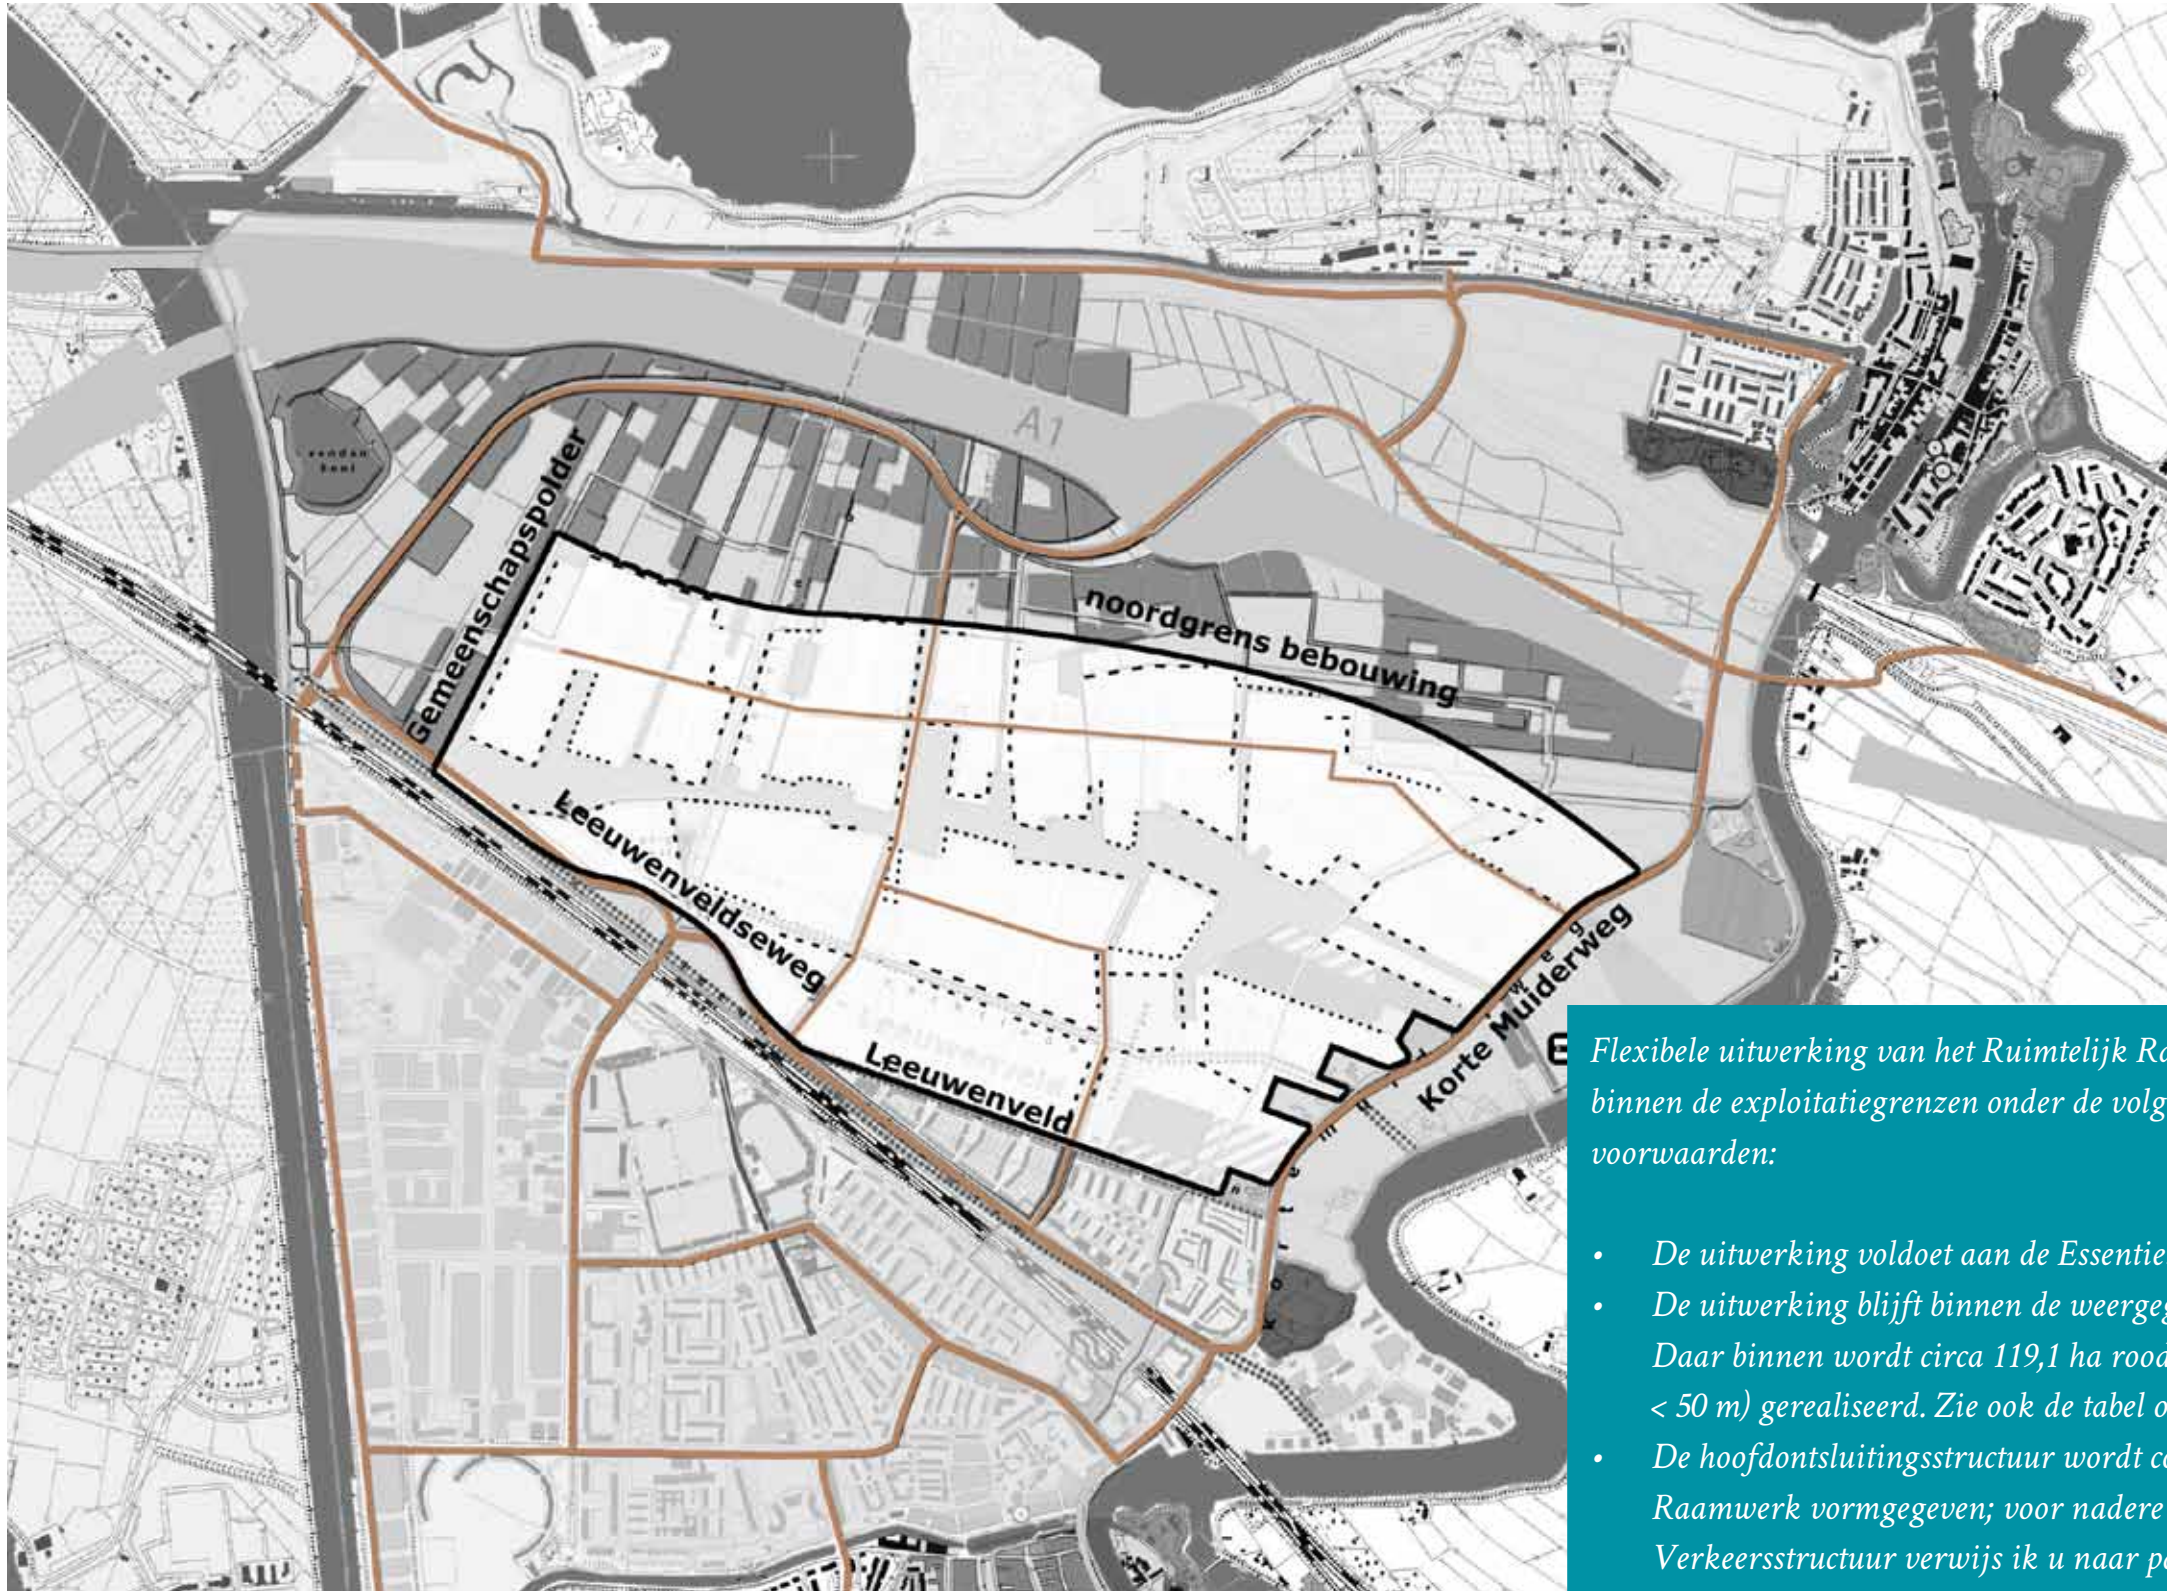 A1
Gemeenschapspolder
noordgrens bebouwing
Leeuwenveldseweg
Leeuwenveld
Korte Muiderweg
Flexibele uitwerking van het Ruimtelijk Ra
binnen de exploitatiegrenzen onder de volg
voorwaarden:
• De uitwerking voldoet aan de Essentie
• De uitwerking blijft binnen de weergeg
Daar binnen wordt circa 119,1 ha rood
< 50 m) gerealiseerd. Zie ook de tabel o
• De hoofdontsluitingsstructuur wordt co
Raamwerk vormgegeven; voor nadere
Verkeersstructuur verwijs ik u naar pa